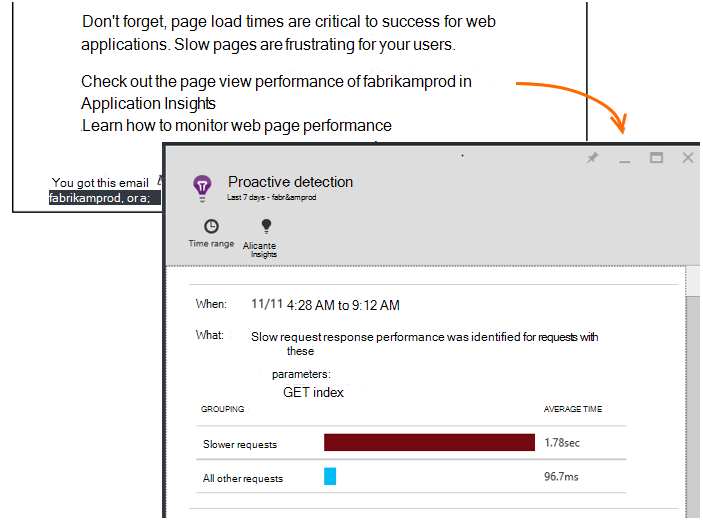 Don't forget, page load times are critical to success for web
applications. Slow pages are frustrating for your users.
Check out the page view performance of fabrikamprod in
Application Insights
.Learn how to monitor web page performance
You got this email
fabrikamprod, or a;
Proactive detection
Last 7 days - fabr&amprod
Time range
Alicante
Insights
When: 11/11 4:28 AM to 9:12 AM
What: Slow request response performance was identified for requests with
these
parameters:
GET index
GROUPING AVERAGE TIME
Slower requests 1.78sec
All other requests 96.7ms